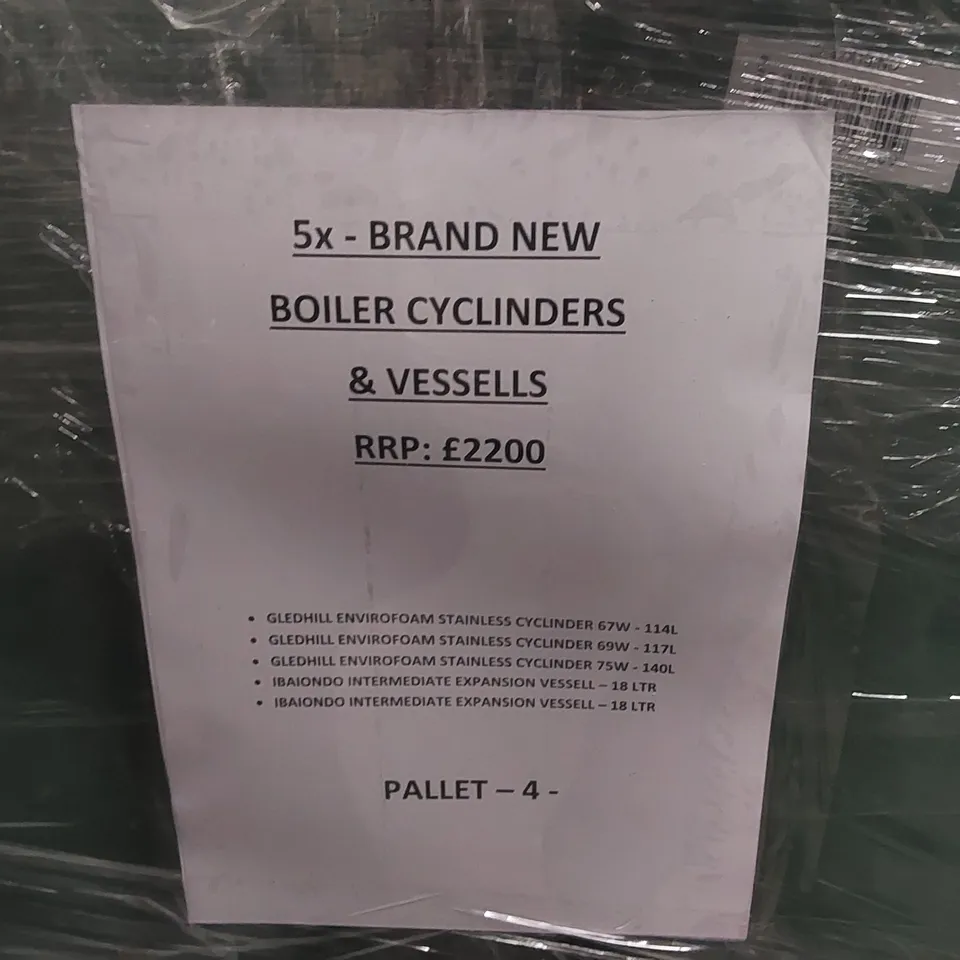 5x - BRAND NEW
BOILER CYCLINDERS
& VESSELLS
RRP: £2200
• GLEDHILL ENVIROFOAM STAINLESS CYCLINDER 67W - 114L
• GLEDHILL ENVIROFOAM STAINLESS CYCLINDER 69W - 117L
• GLEDHILL ENVIROFOAM STAINLESS CYCLINDER 75W - 140L
• IBAIONDO INTERMEDIATE EXPANSION VESSELL – 18 LTR
• IBAIONDO INTERMEDIATE EXPANSION VESSELL – 18 LTR
PALLET – 4 -